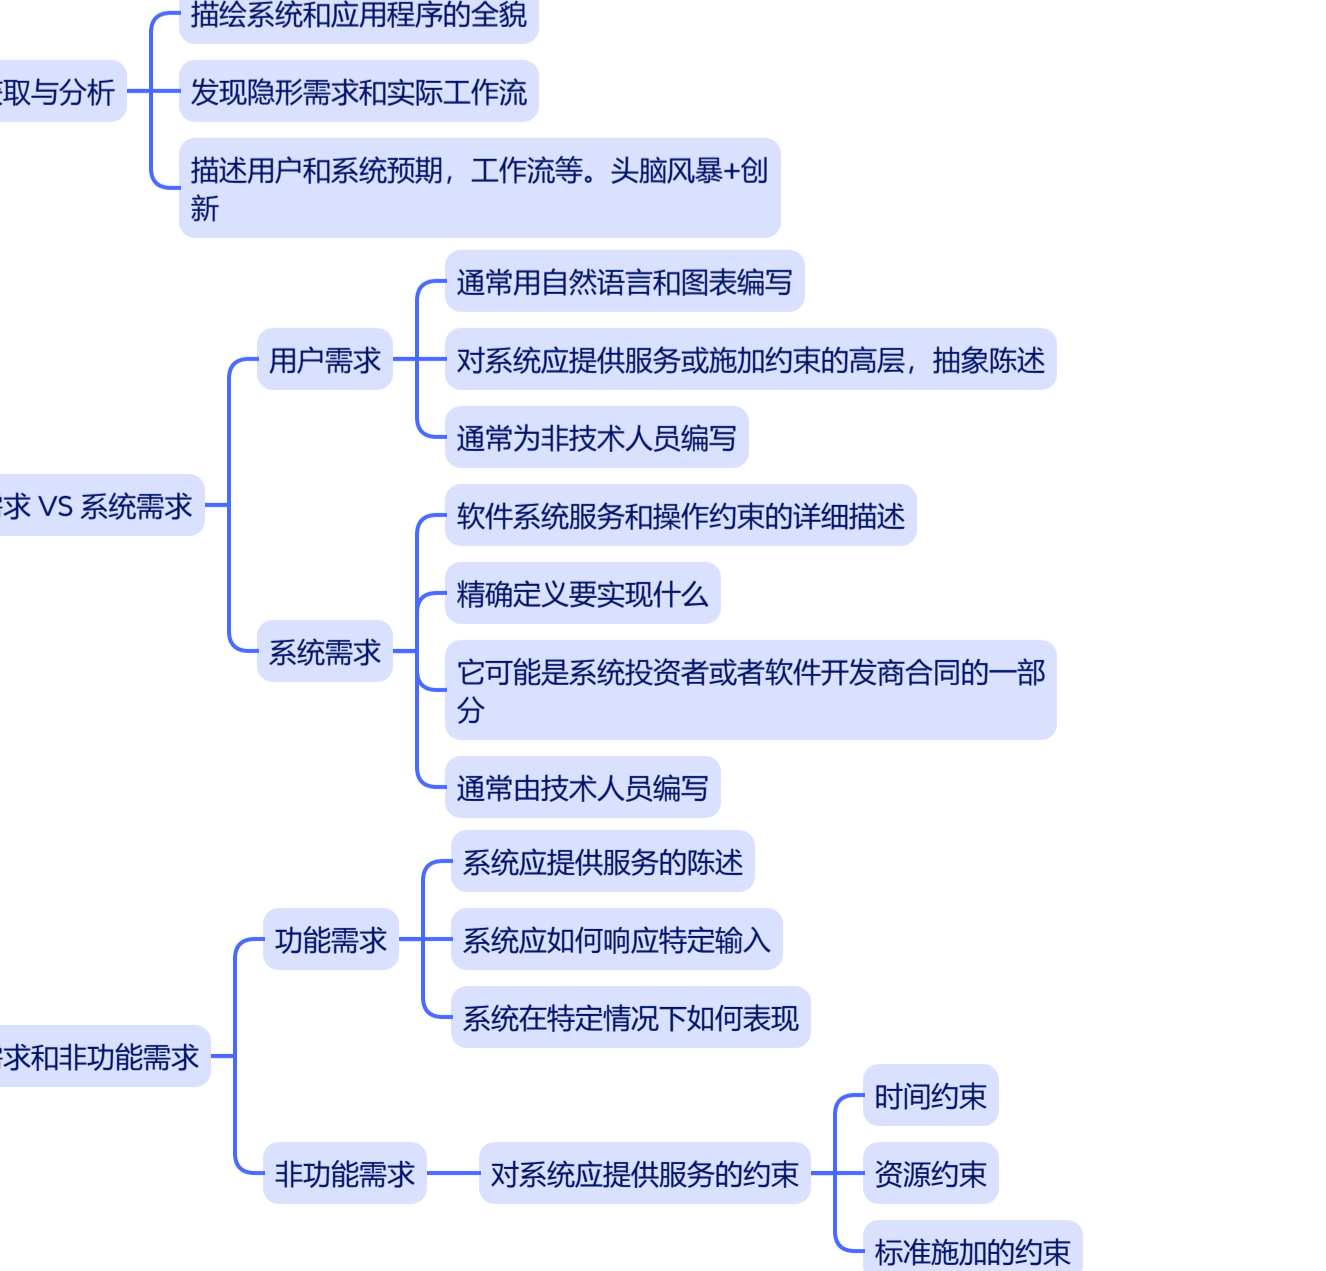 描绘系统和应用程序的全貌
取与分析
发现隐形需求和实际工作流
描述用户和系统预期，工作流等。头脑风暴+创
新
通常用自然语言和图表编写
用户需求
对系统应提供服务或施加约束的高层，抽象陈述
通常为非技术人员编写
求 VS 系统需求
软件系统服务和操作约束的详细描述
精确定义要实现什么
系统需求
它可能是系统投资者或者软件开发商合同的一部
分
通常由技术人员编写
系统应提供服务的陈述
功能需求
系统应如何响应特定输入
系统在特定情况下如何表现
求和非功能需求
时间约束
非功能需求
对系统应提供服务的约束
资源约束
标准施加的约束